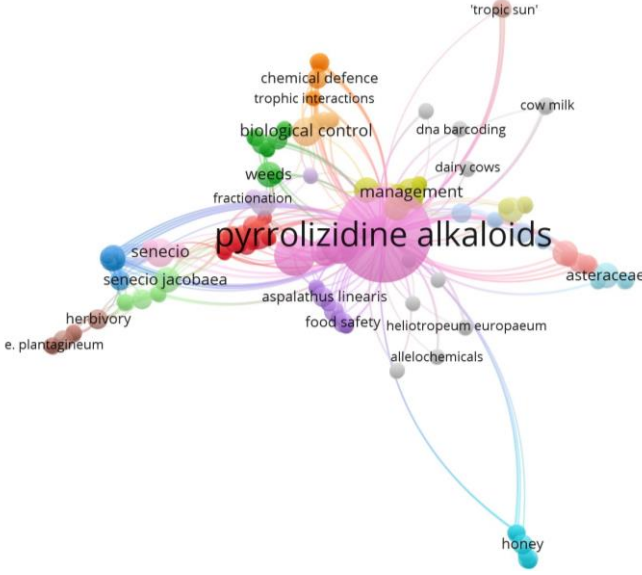 'tropic sun'
chemical defence
trophic interactions
cow milk
biological control
dna barcoding
weeds
dairy cows
fractionation
management
pyrrolizidine alkaloids
senecio
senecio jacobaea
asteraceae
aspalathus linearis
herbivory
food safety
heliotropeum europaeum
e. plantagineum
allelochemicals
honey